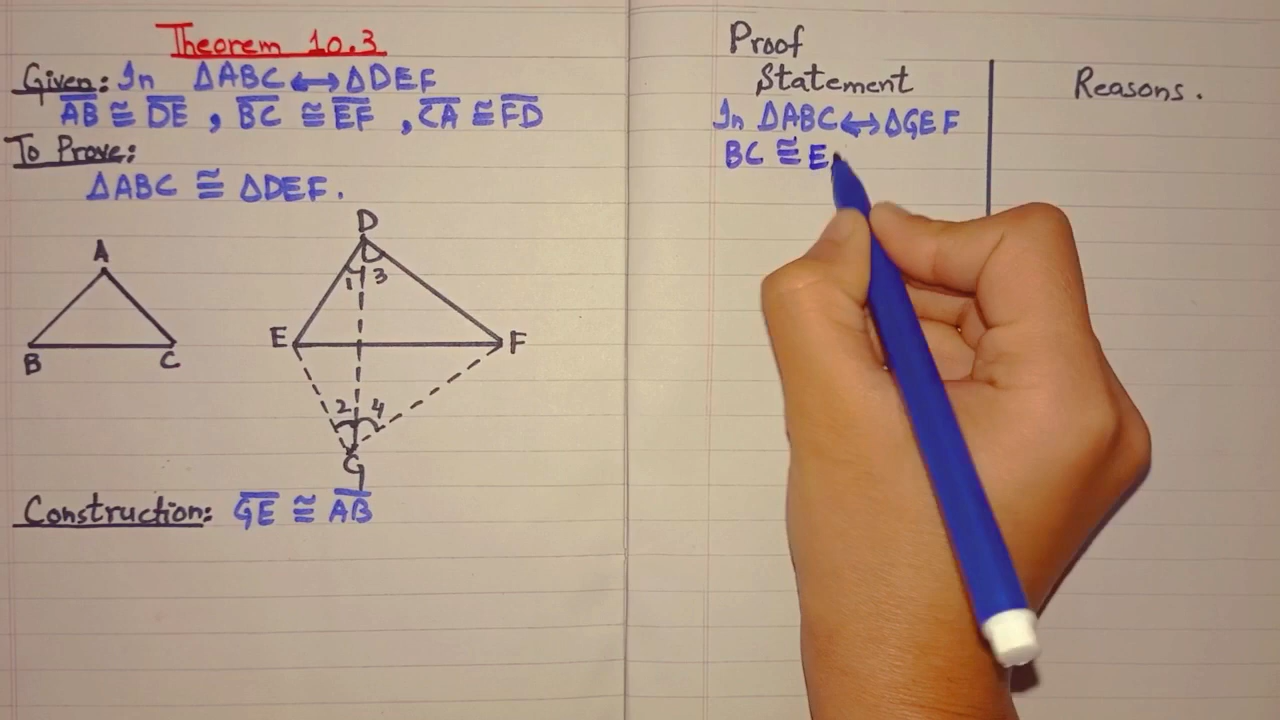 Theorem 10.3
Given: In ΔABC ↔ ΔDEF
AB ≅ DE , BC ≅ EF , CA ≅ FD
To Prove:
ΔABC ≅ ΔDEF.
A
B
C
D
1 3
E
F
2 4
G
Construction: GE ≅ AB
Proof
Statement
Reasons.
In ΔABC ↔ ΔGEF
BC ≅ E